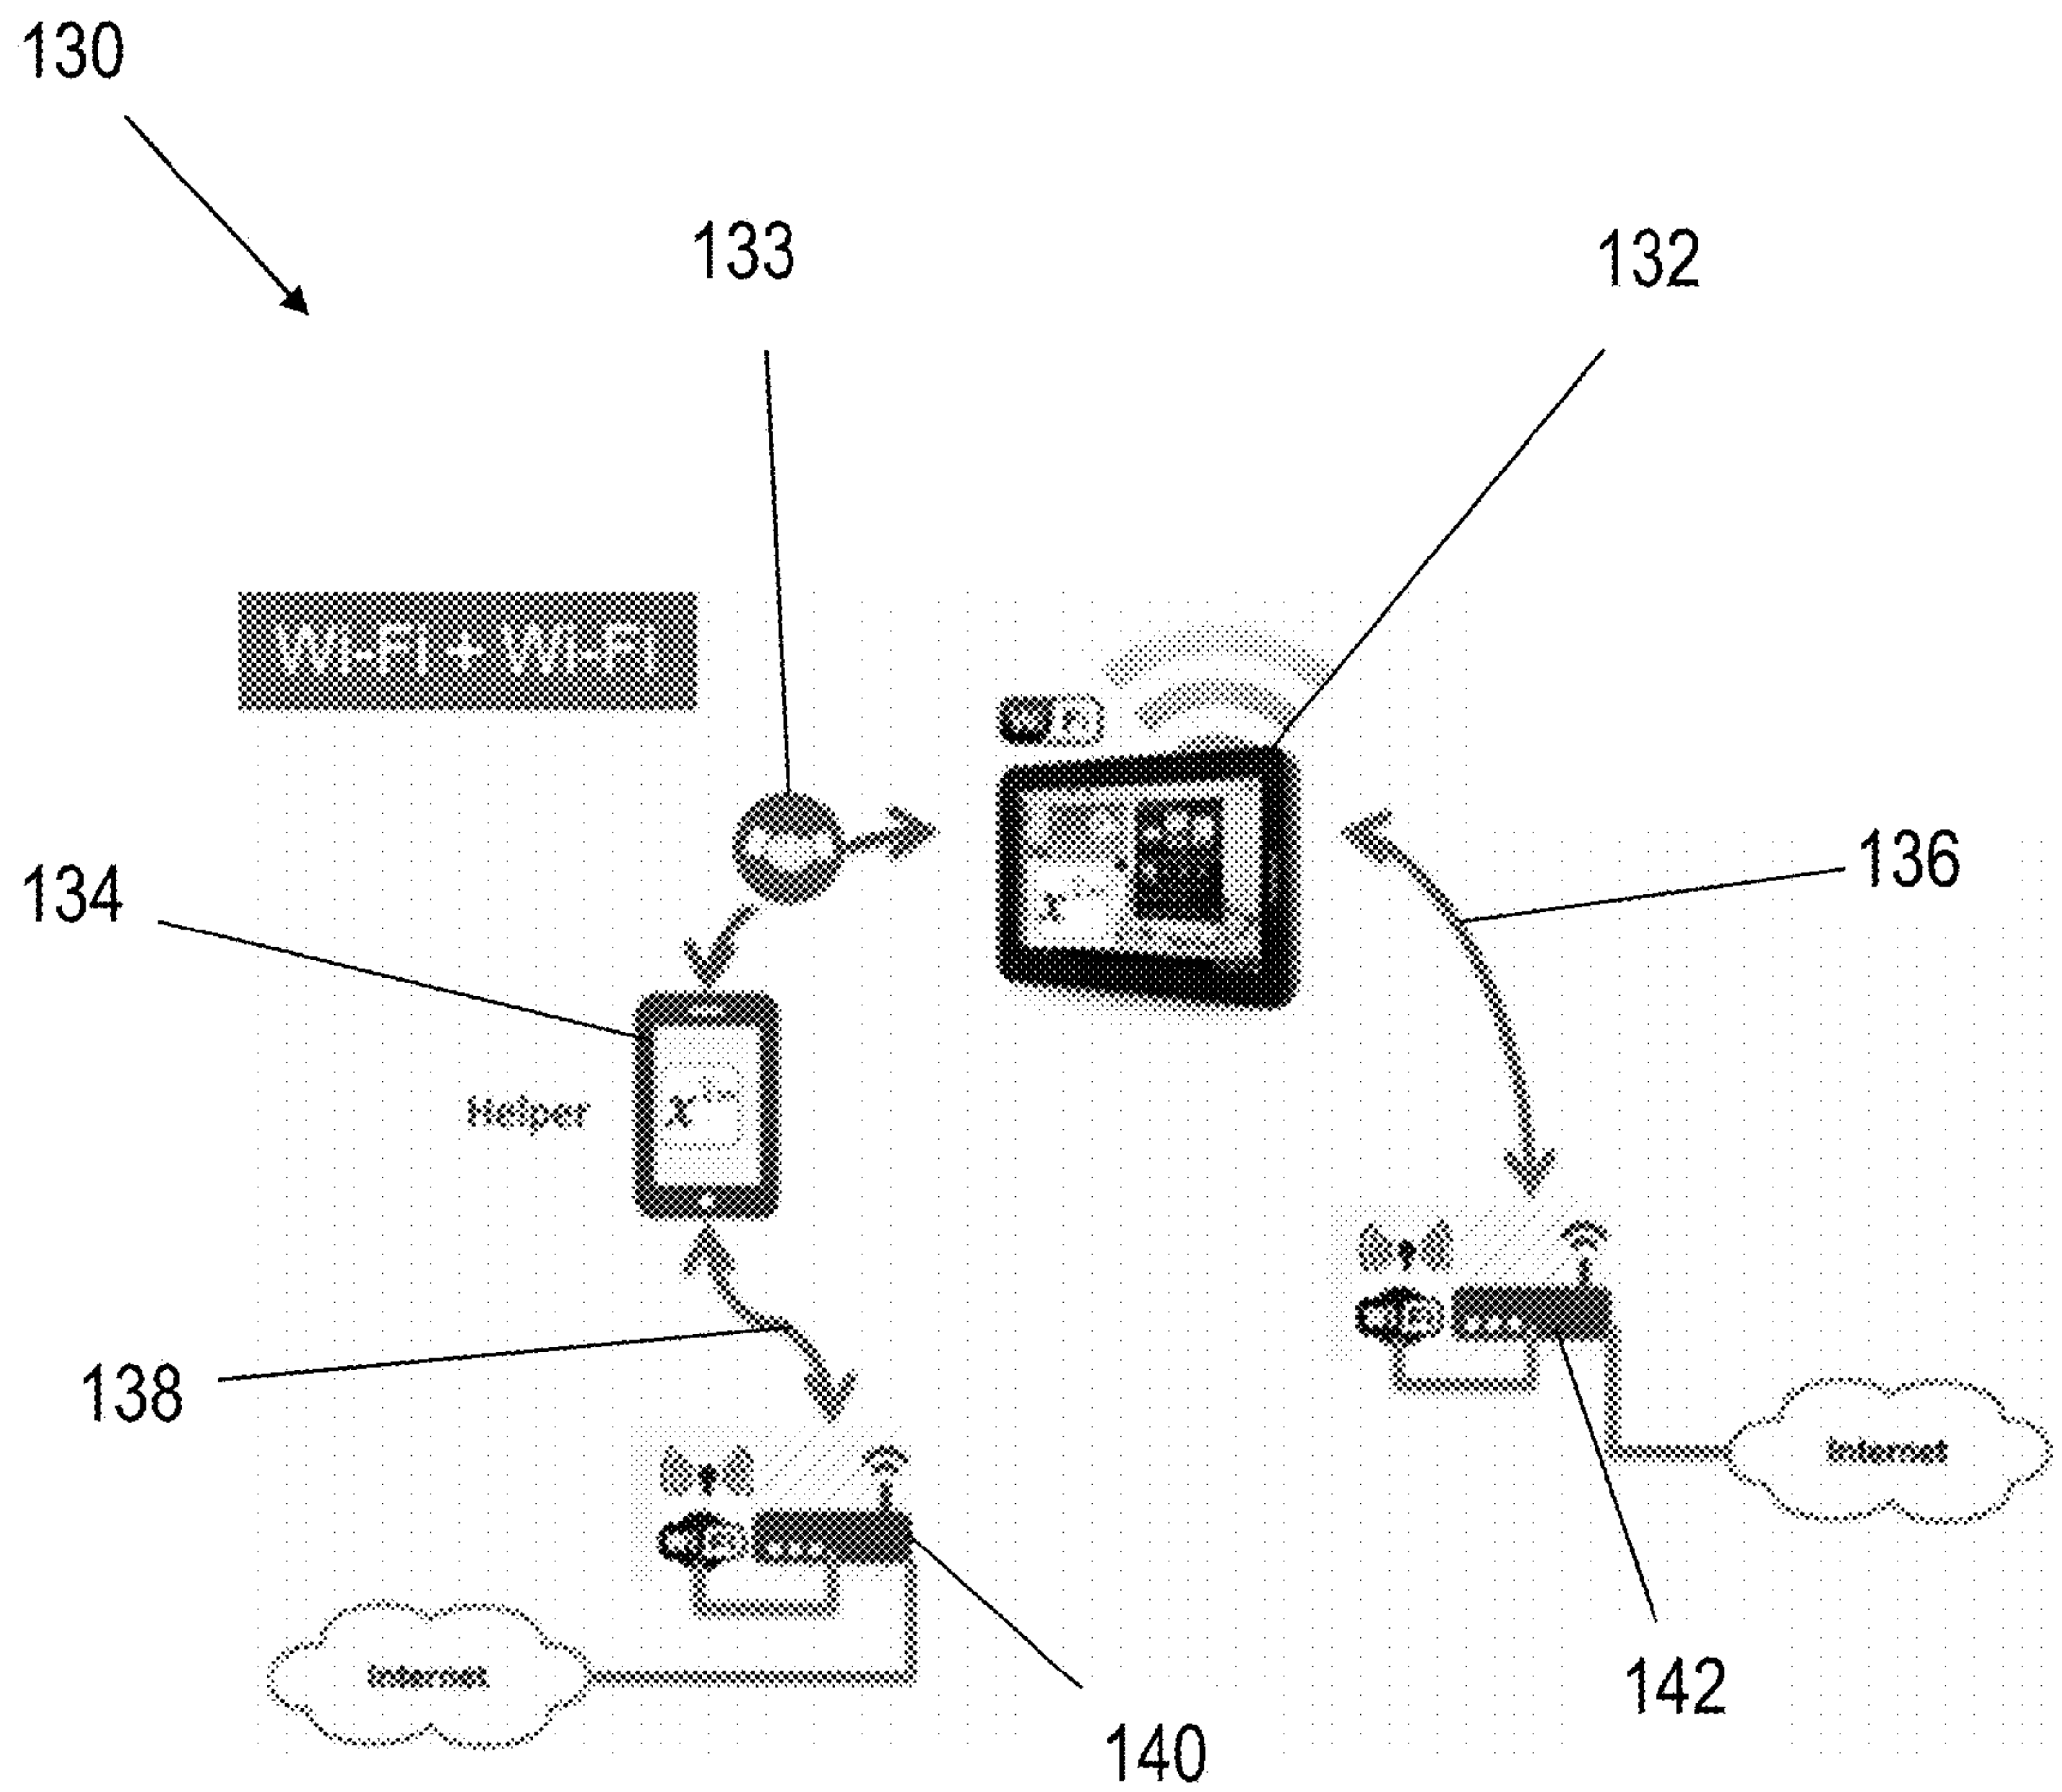 130
133
132
Wi-Fi + Wi-Fi
136
134
x
Helper
x
138
Internet
142
Internet
140